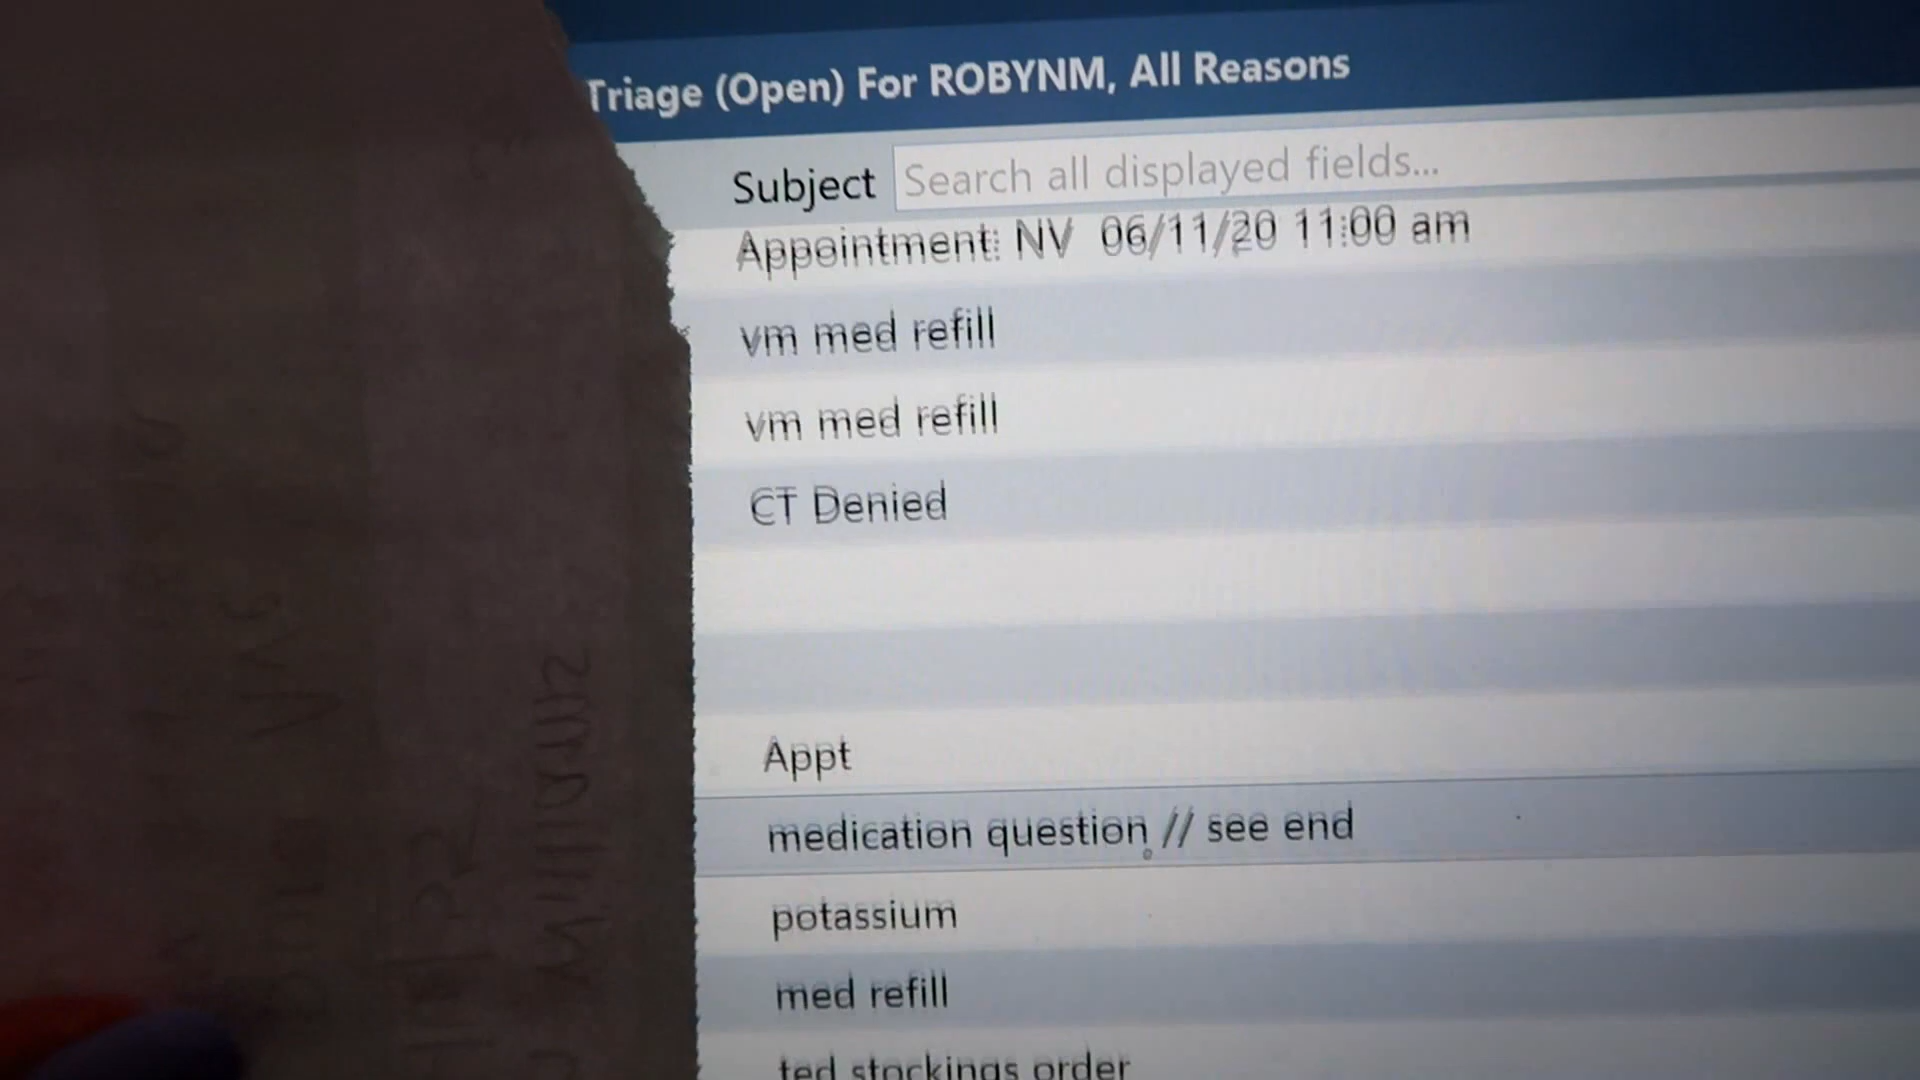 Triage (Open) For ROBYNM, All Reasons
Subject Search all displayed fields...
Appointment: NV 06/11/20 11:00 am
vm med refill
vm med refill
CT Denied
Appt
medication question // see end
potassium
med refill
ted stockings order